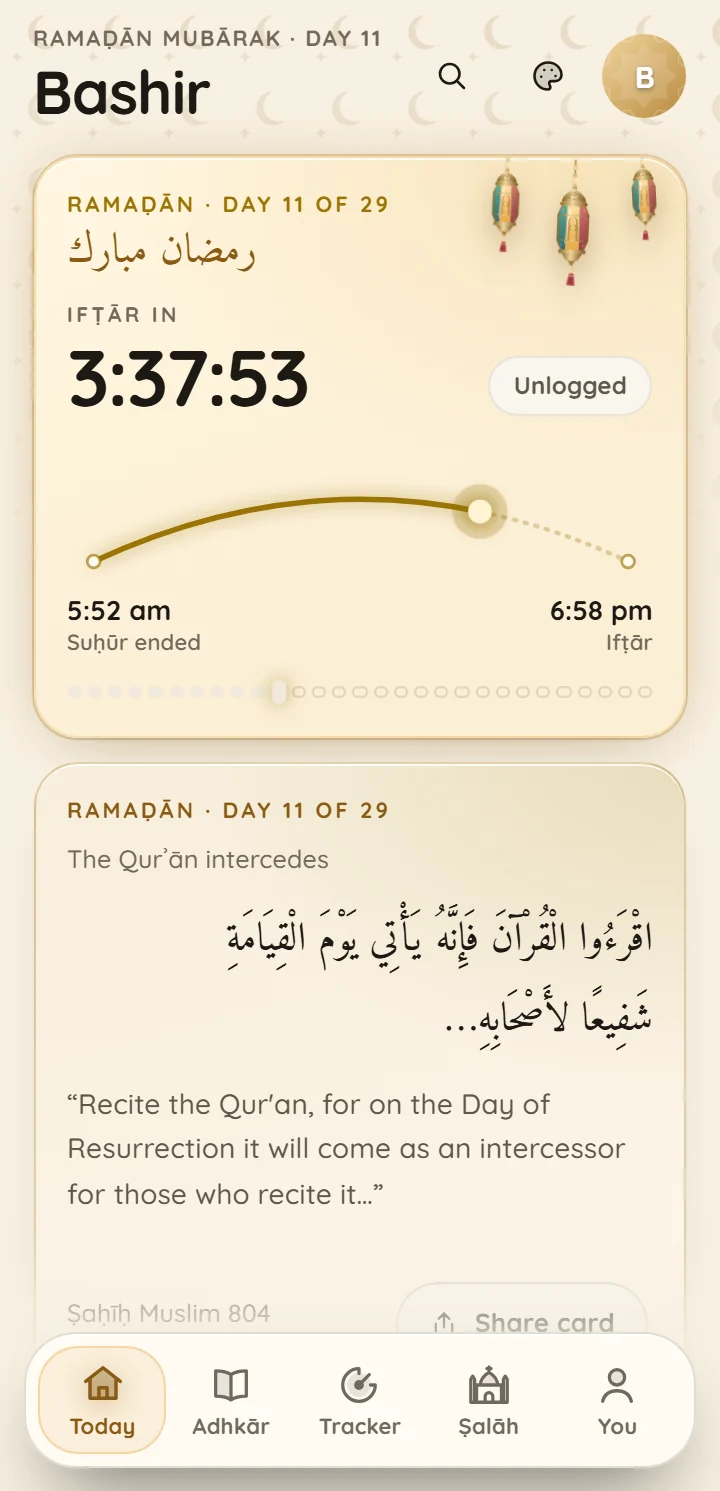 RAMAḌĀN MUBĀRAK · DAY 11
Bashir
B
RAMAḌĀN · DAY 11 OF 29
رمضان مبارك
IFṬĀR IN
3:37:53
Unlogged
5:52 am
6:58 pm
Suḥūr ended
Ifṭār
RAMAḌĀN · DAY 11 OF 29
The Qurʾān intercedes
اقْرَءُوا الْقُرْآنَ فَإِنَّهُ يَأْتِي يَوْمَ الْقِيَامَةِ
شَفِيعًا لأَصْحَابِهِ...
“Recite the Qur'an, for on the Day of
Resurrection it will come as an intercessor
for those who recite it...”
Ṣaḥīḥ Muslim 804
Share card
Today
Adhkār
Tracker
Ṣalāh
You